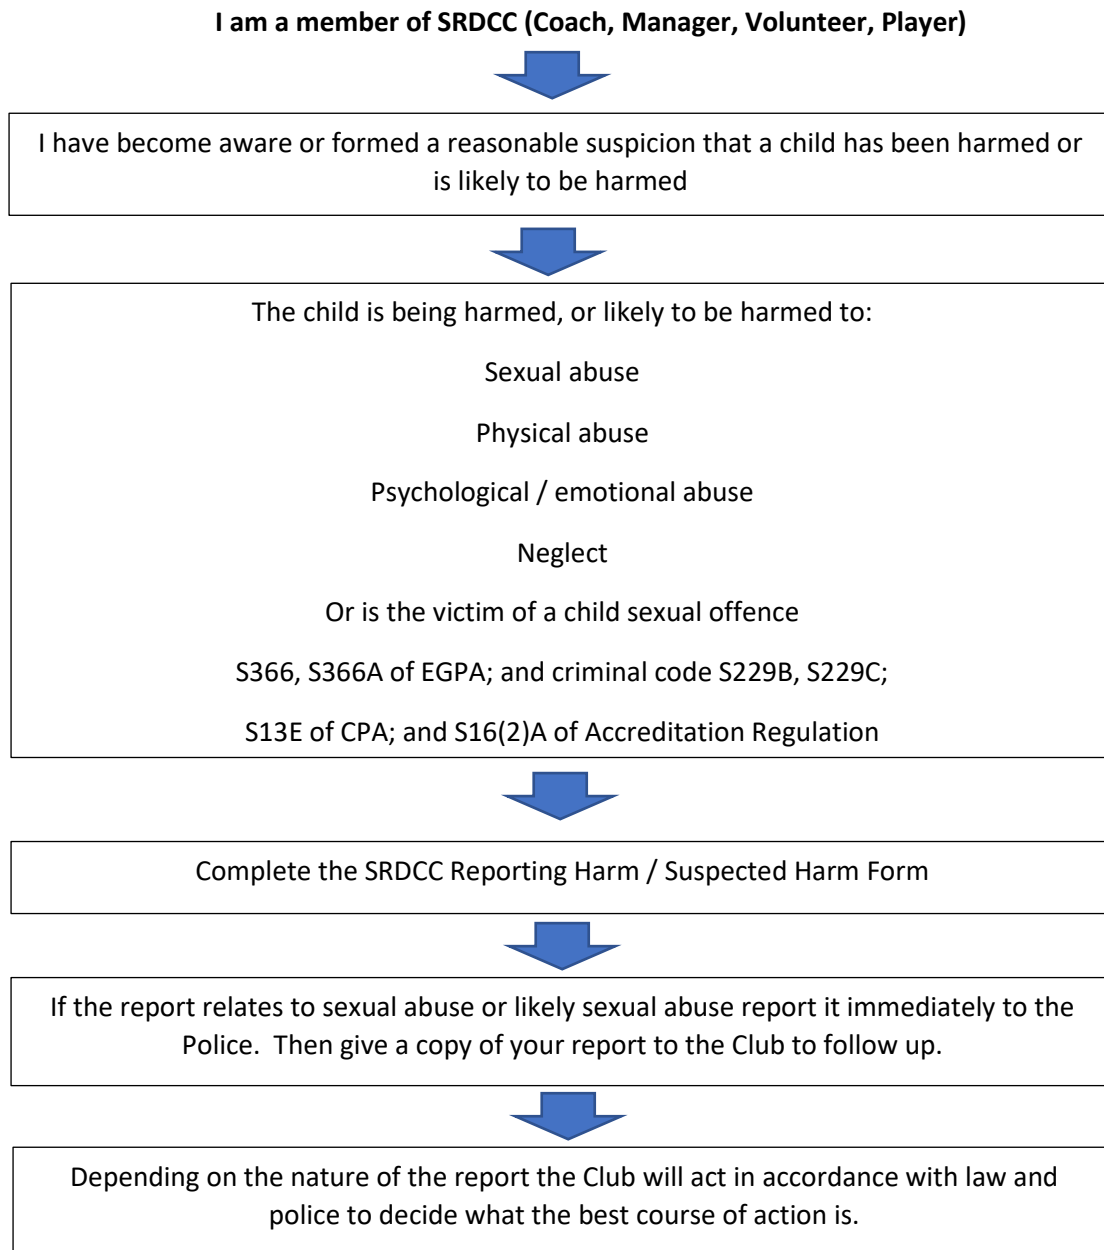 I am a member of SRDCC (Coach, Manager, Volunteer, Player)
I have become aware or formed a reasonable suspicion that a child has been harmed or
is likely to be harmed
The child is being harmed, or likely to be harmed to:
Sexual abuse
Physical abuse
Psychological / emotional abuse
Neglect
Or is the victim of a child sexual offence
S366, S366A of EGPA; and criminal code S229B, S229C;
S13E of CPA; and S16(2)A of Accreditation Regulation
Complete the SRDCC Reporting Harm / Suspected Harm Form
If the report relates to sexual abuse or likely sexual abuse report it immediately to the
Police.  Then give a copy of your report to the Club to follow up.
Depending on the nature of the report the Club will act in accordance with law and
police to decide what the best course of action is.